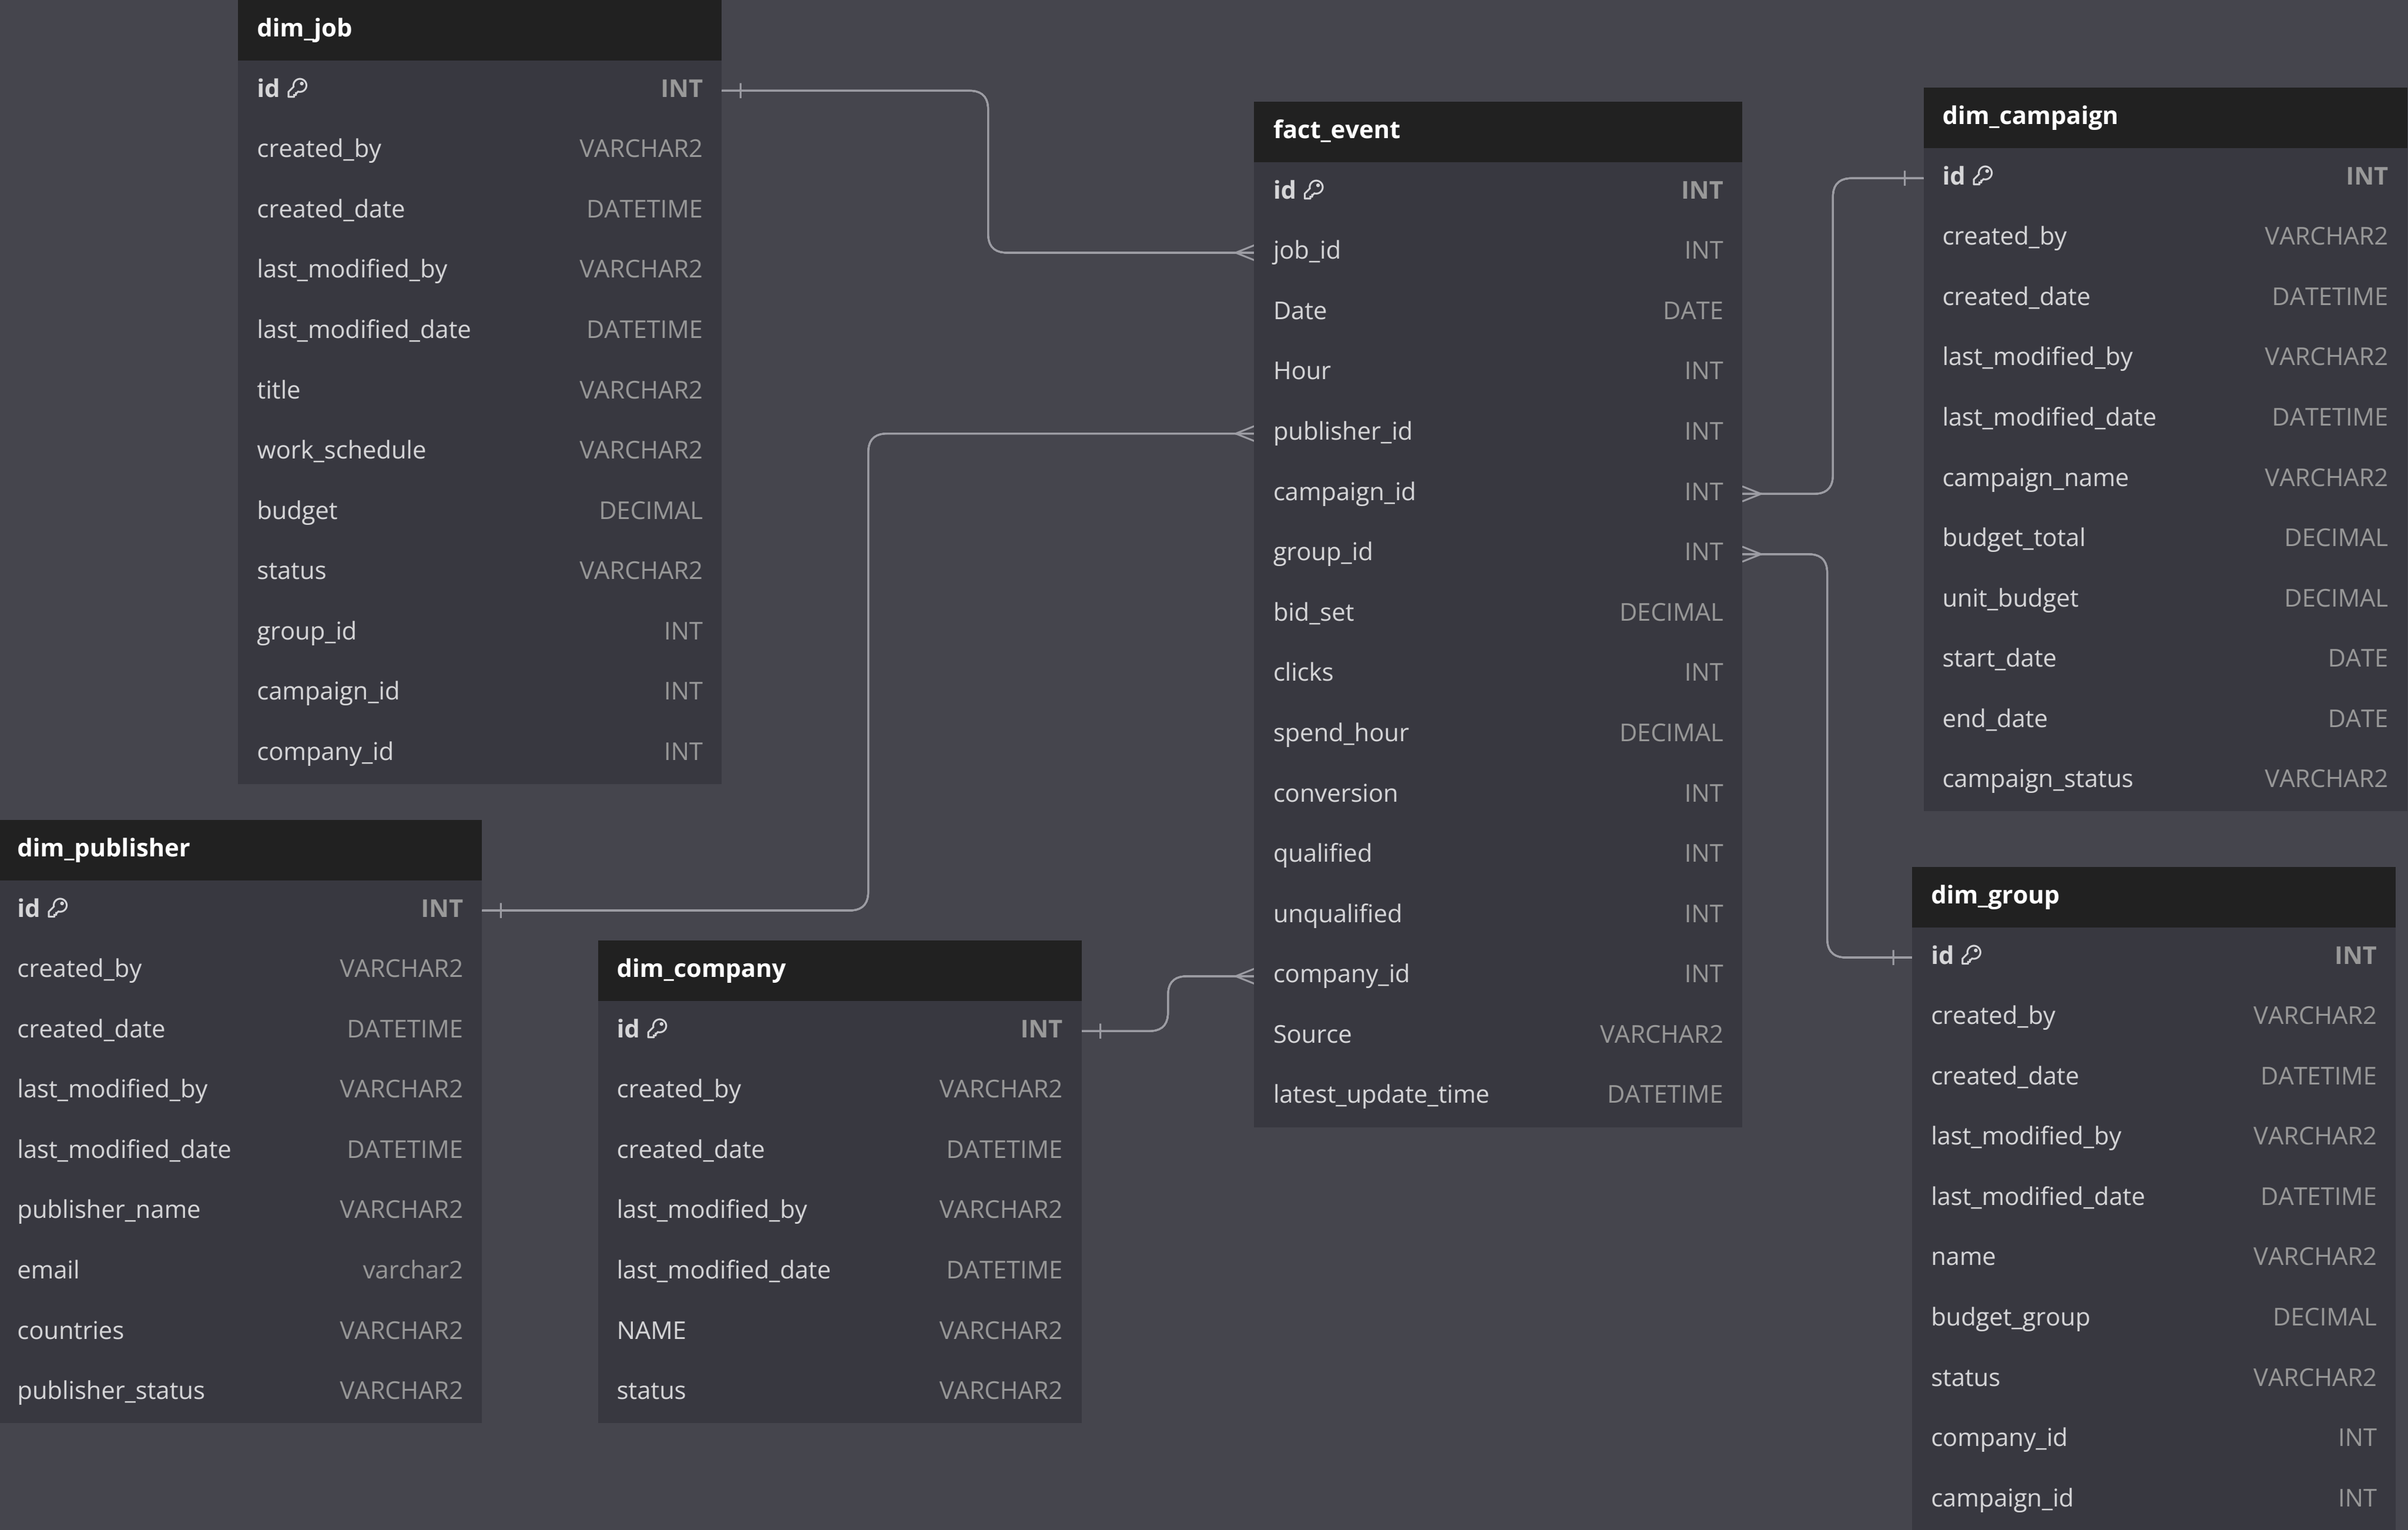 dim_job
id INT
created_by VARCHAR2
created_date DATETIME
last_modified_by VARCHAR2
last_modified_date DATETIME
title VARCHAR2
work_schedule VARCHAR2
budget DECIMAL
status VARCHAR2
group_id INT
campaign_id INT
company_id INT
dim_publisher
id INT
created_by VARCHAR2
created_date DATETIME
last_modified_by VARCHAR2
last_modified_date DATETIME
publisher_name VARCHAR2
email varchar2
countries VARCHAR2
publisher_status VARCHAR2
dim_company
id INT
created_by VARCHAR2
created_date DATETIME
last_modified_by VARCHAR2
last_modified_date DATETIME
NAME VARCHAR2
status VARCHAR2
fact_event
id INT
job_id INT
Date DATE
Hour INT
publisher_id INT
campaign_id INT
group_id INT
bid_set DECIMAL
clicks INT
spend_hour DECIMAL
conversion INT
qualified INT
unqualified INT
company_id INT
Source VARCHAR2
latest_update_time DATETIME
dim_campaign
id INT
created_by VARCHAR2
created_date DATETIME
last_modified_by VARCHAR2
last_modified_date DATETIME
campaign_name VARCHAR2
budget_total DECIMAL
unit_budget DECIMAL
start_date DATE
end_date DATE
campaign_status VARCHAR2
dim_group
id INT
created_by VARCHAR2
created_date DATETIME
last_modified_by VARCHAR2
last_modified_date DATETIME
name VARCHAR2
budget_group DECIMAL
status VARCHAR2
company_id INT
campaign_id INT